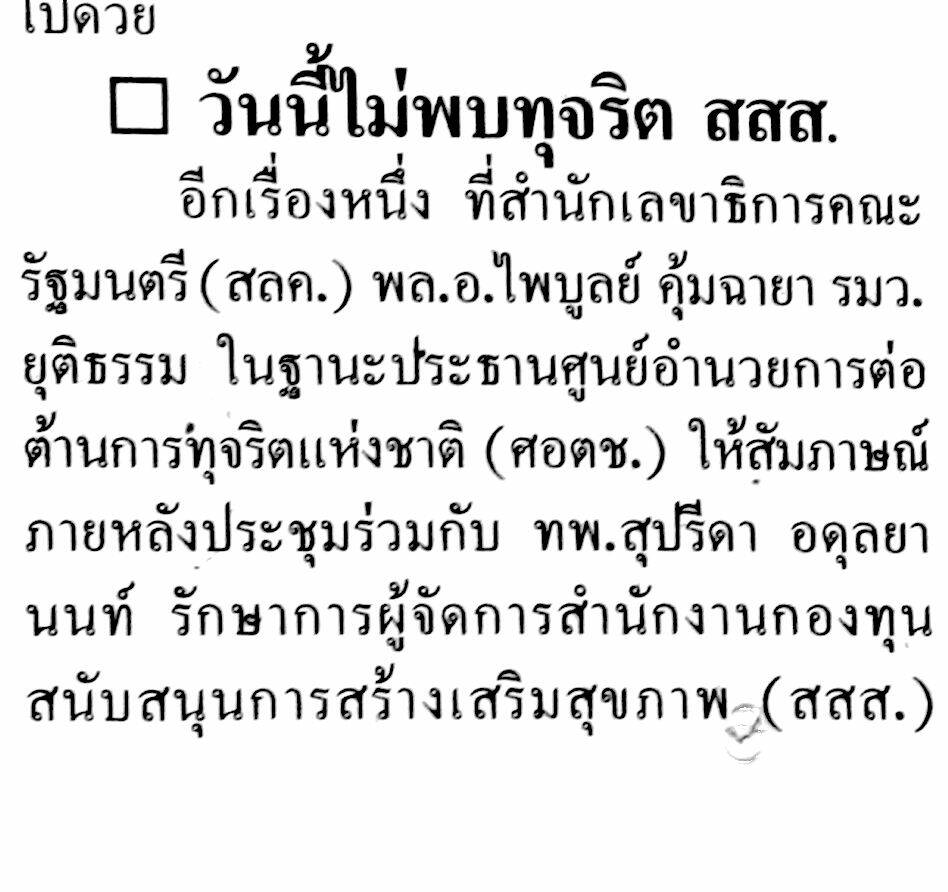 ไปด้วย
□ วันนี้ไม่พบทุจริต สสส.
อีกเรื่องหนึ่ง ที่สำนักเลขาธิการคณะ
รัฐมนตรี (สลค.) พล.อ.ไพบูลย์ คุ้มฉายา รมว.
ยุติธรรม ในฐานะประธานศูนย์อำนวยการต่อ
ต้านการทุจริตแห่งชาติ (ศอตช.) ให้สัมภาษณ์
ภายหลังประชุมร่วมกับ ทพ.สุปรีดา อดุลยา
นนท์ รักษาการผู้จัดการสำนักงานกองทุน
สนับสนุนการสร้างเสริมสุขภาพ (สสส.)